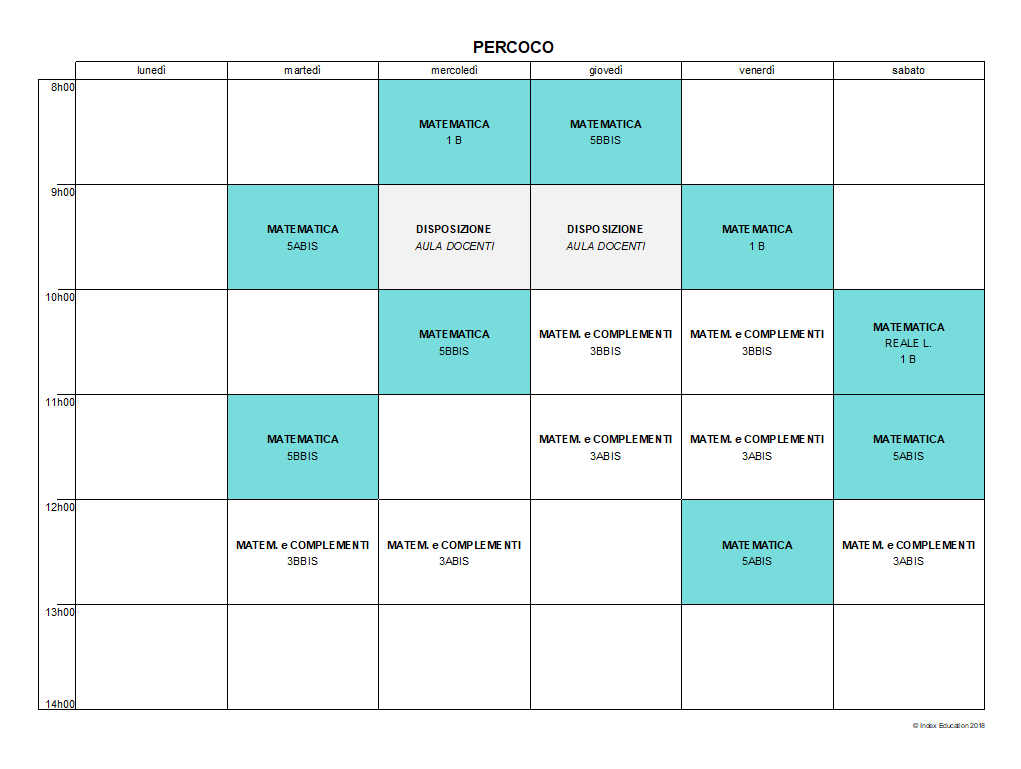 PERCOCO
lunedì martedì mercoledì giovedì venerdì sabato
8h00
MATEMATICA
1 B
MATEMATICA
5BBIS
9h00
MATEMATICA
5ABIS
DISPOSIZIONE
AULA DOCENTI
DISPOSIZIONE
AULA DOCENTI
MATEMATICA
1 B
10h00
MATEMATICA
5BBIS
MATEM. e COMPLEMENTI
3BBIS
MATEM. e COMPLEMENTI
3BBIS
MATEMATICA
REALE L.
1 B
11h00
MATEMATICA
5BBIS
MATEM. e COMPLEMENTI
3ABIS
MATEM. e COMPLEMENTI
3ABIS
MATEMATICA
5ABIS
12h00
MATEM. e COMPLEMENTI
3BBIS
MATEM. e COMPLEMENTI
3ABIS
MATEMATICA
5ABIS
MATEM. e COMPLEMENTI
3ABIS
13h00
14h00
© Index Education 2018